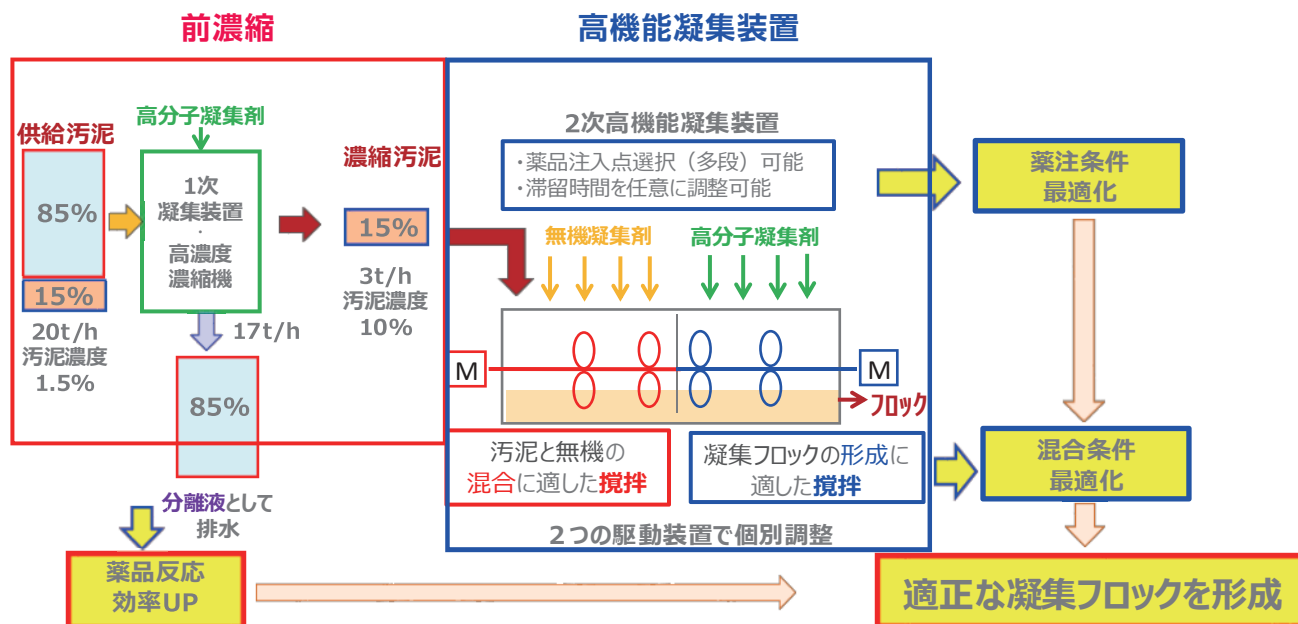 前濃縮
供給汚泥
85%
15%
20t/h
汚泥濃度
1.5%
高分子凝集剤
1次
凝集装置
・
高濃度
濃縮機
17t/h
85%
分離液として
排水
濃縮汚泥
15%
3t/h
汚泥濃度
10%
高機能凝集装置
2次高機能凝集装置
・薬品注入点選択（多段）可能
・滞留時間を任意に調整可能
無機凝集剤
高分子凝集剤
M
M
フロック
汚泥と無機の
混合に適した撹拌
凝集フロックの形成に
適した撹拌
２つの駆動装置で個別調整
薬注条件
最適化
混合条件
最適化
薬品反応
効率UP
適正な凝集フロックを形成